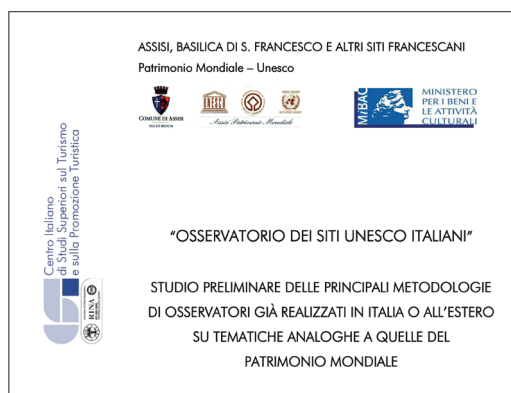 ASSISI, BASILICA DI S. FRANCESCO E ALTRI SITI FRANCESCANI
Patrimonio Mondiale – Unesco
COMUNE DI ASSISI
Assisi Patrimonio Mondiale
MiBAC
MINISTERO
PER I BENI E
LE ATTIVITÀ
CULTURALI
Centro Italiano
di Studi Superiori sul Turismo
e sulla Promozione Turistica
RINA
“OSSERVATORIO DEI SITI UNESCO ITALIANI”
STUDIO PRELIMINARE DELLE PRINCIPALI METODOLOGIE
DI OSSERVATORI GIÀ REALIZZATI IN ITALIA O ALL’ESTERO
SU TEMATICHE ANALOGHE A QUELLE DEL
PATRIMONIO MONDIALE